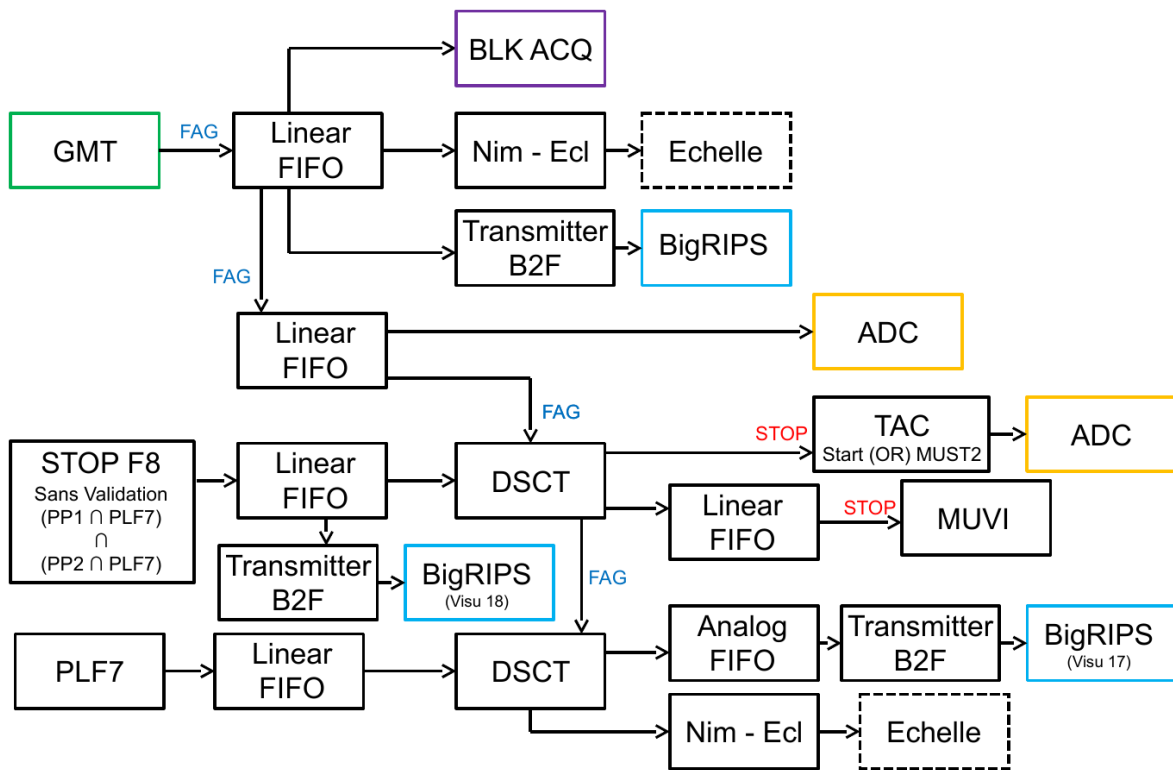 BLK ACQ
GMT
FAG
Linear
FIFO
Nim - Ecl
Echelle
Transmitter
B2F
BigRIPS
FAG
Linear
FIFO
ADC
FAG
STOP F8
Sans Validation
(PP1 ∩ PLF7)
∩
(PP2 ∩ PLF7)
Linear
FIFO
DSCT
STOP
TAC
Start (OR) MUST2
ADC
Linear
FIFO
STOP
MUVI
Transmitter
B2F
BigRIPS
(Visu 18)
FAG
PLF7
Linear
FIFO
DSCT
Analog
FIFO
Transmitter
B2F
BigRIPS
(Visu 17)
Nim - Ecl
Echelle